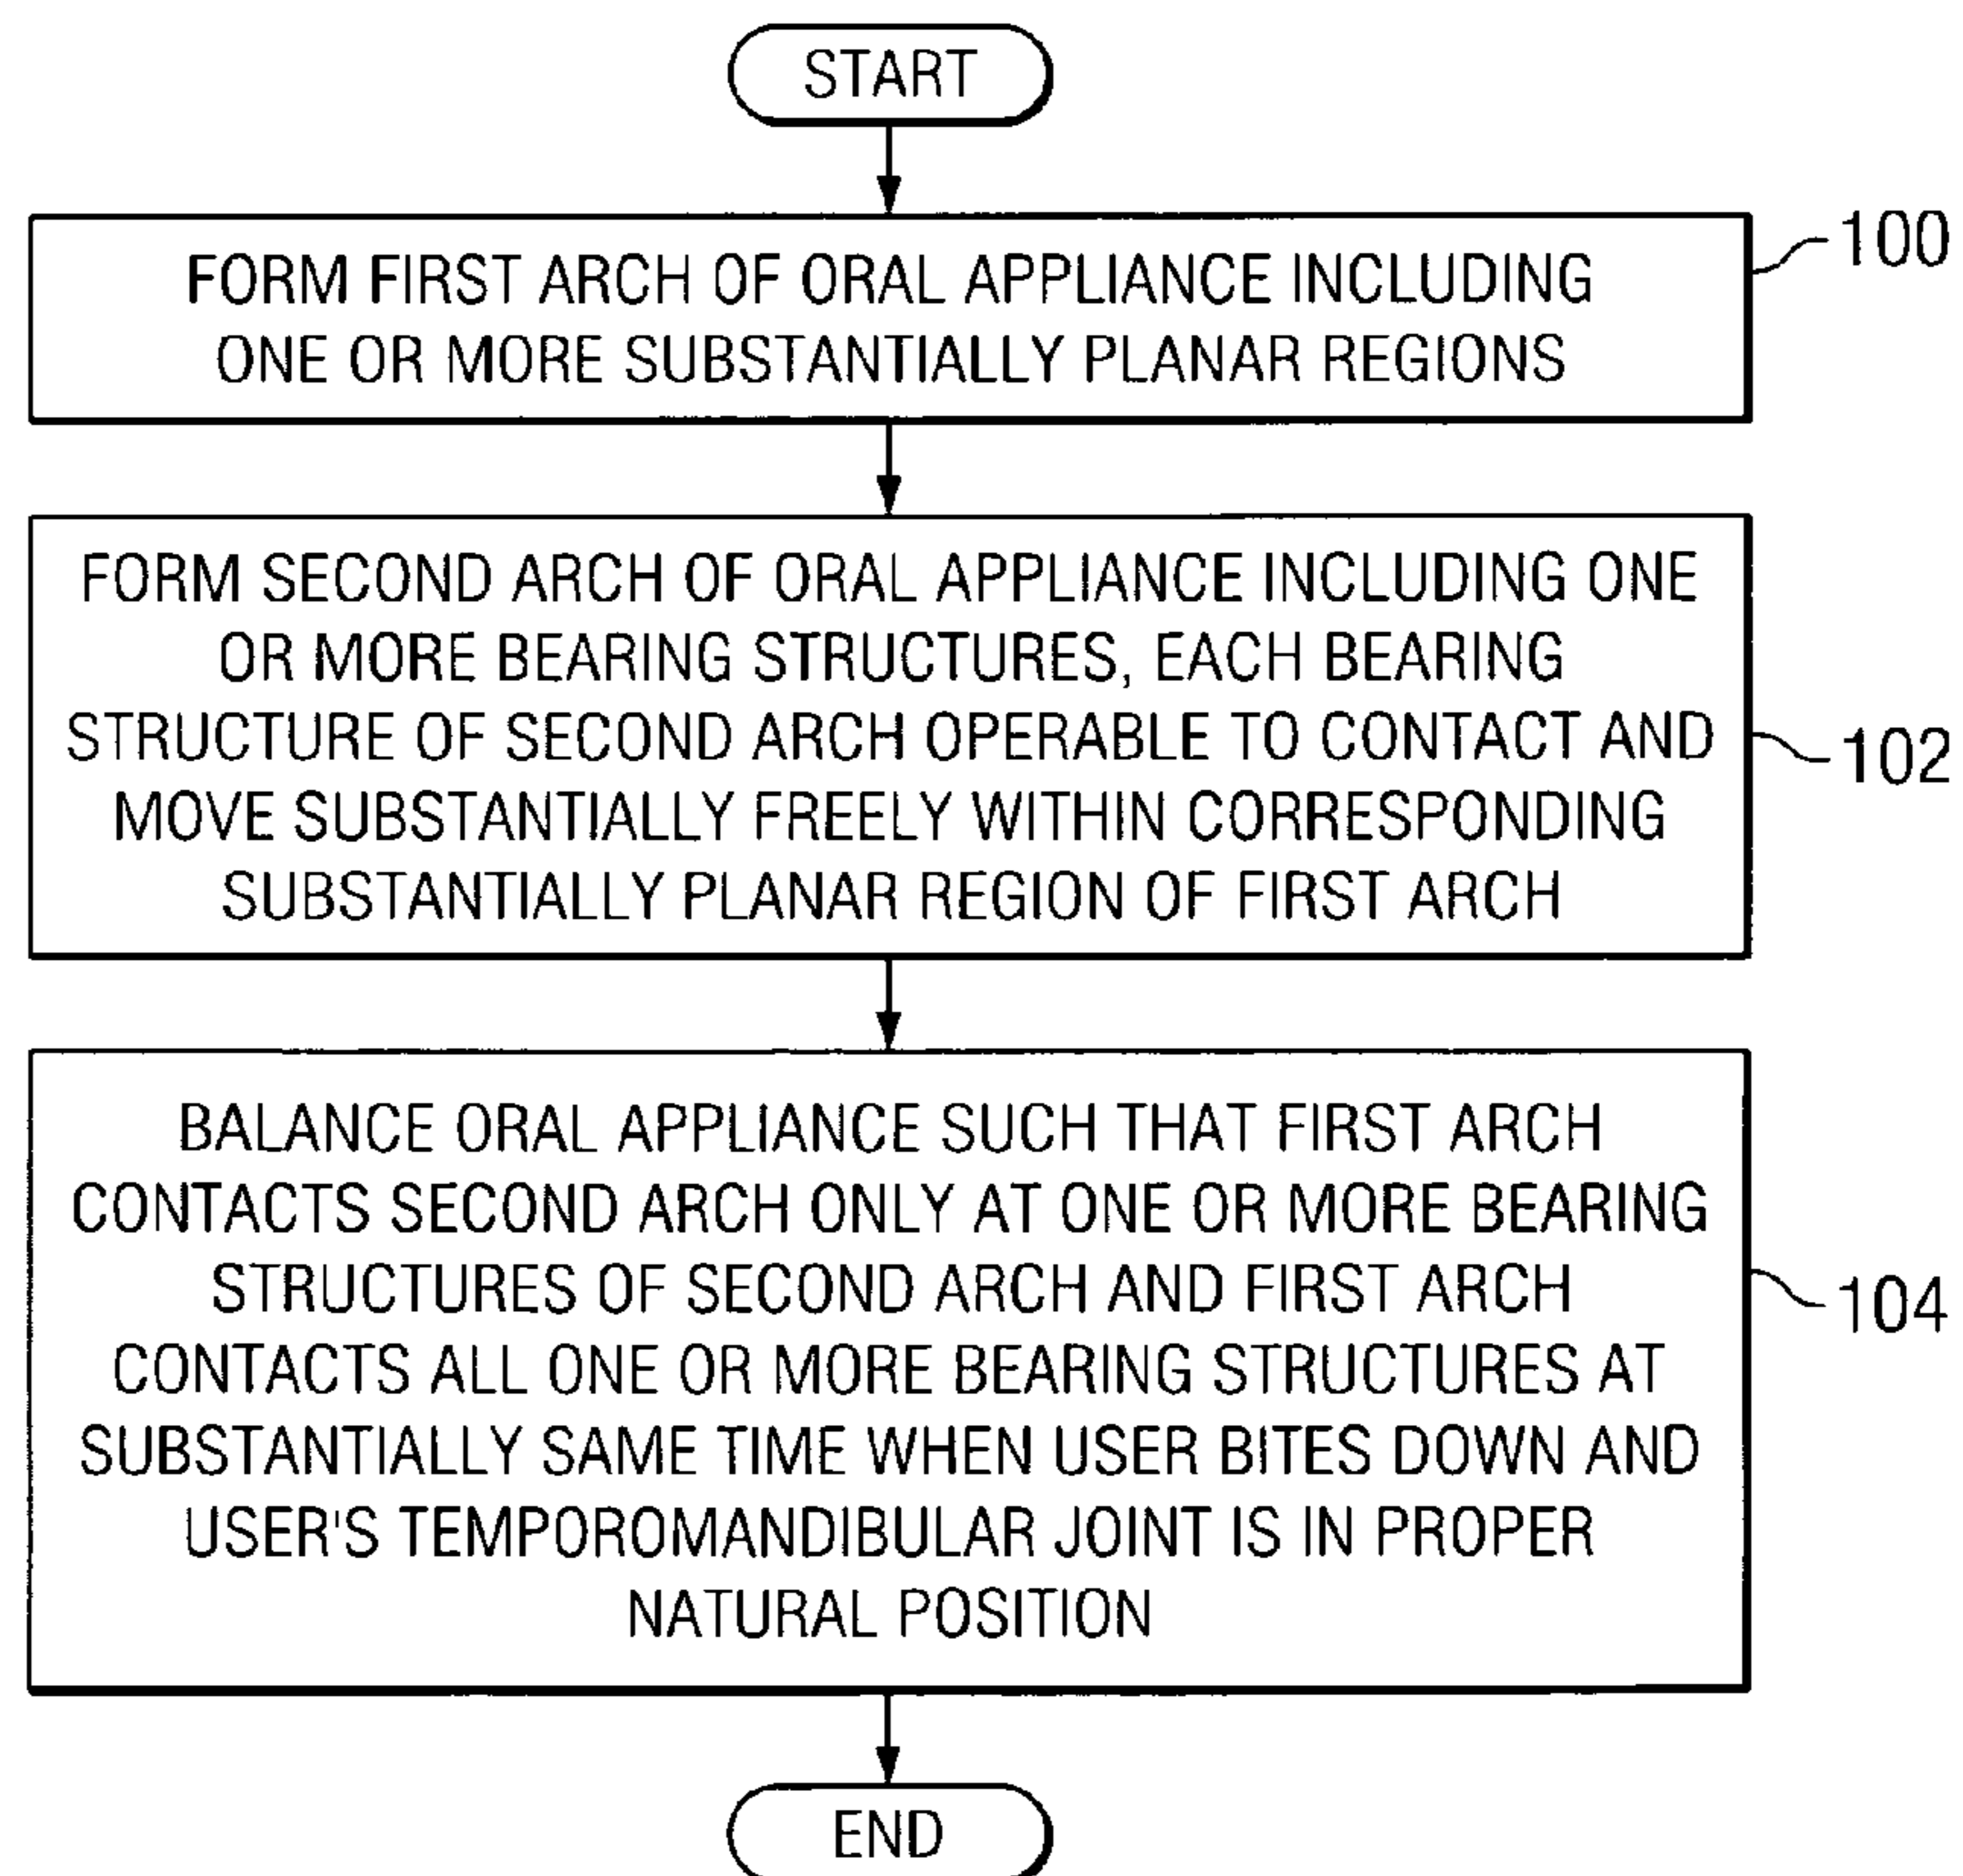 START
FORM FIRST ARCH OF ORAL APPLIANCE INCLUDING
ONE OR MORE SUBSTANTIALLY PLANAR REGIONS
100
FORM SECOND ARCH OF ORAL APPLIANCE INCLUDING ONE
OR MORE BEARING STRUCTURES, EACH BEARING
STRUCTURE OF SECOND ARCH OPERABLE TO CONTACT AND
MOVE SUBSTANTIALLY FREELY WITHIN CORRESPONDING
SUBSTANTIALLY PLANAR REGION OF FIRST ARCH
102
BALANCE ORAL APPLIANCE SUCH THAT FIRST ARCH
CONTACTS SECOND ARCH ONLY AT ONE OR MORE BEARING
STRUCTURES OF SECOND ARCH AND FIRST ARCH
CONTACTS ALL ONE OR MORE BEARING STRUCTURES AT
SUBSTANTIALLY SAME TIME WHEN USER BITES DOWN AND
USER'S TEMPOROMANDIBULAR JOINT IS IN PROPER
NATURAL POSITION
104
END